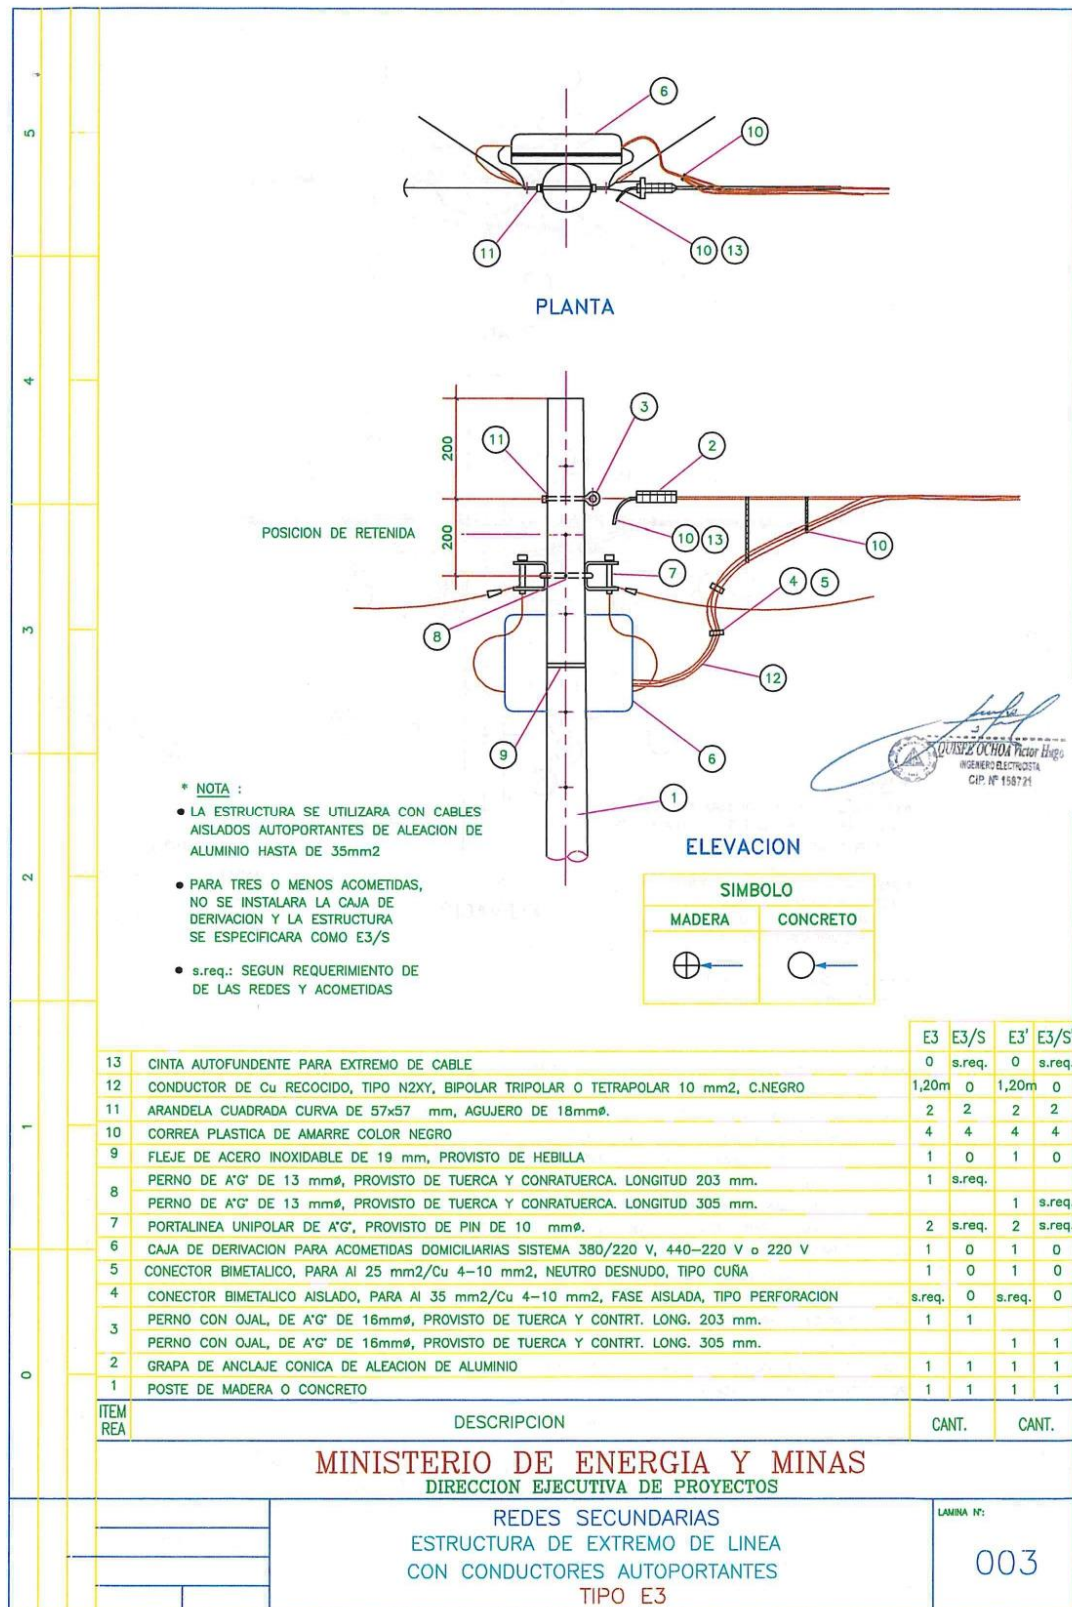 5
4
3
2
1
0
6
10
11
10 13
PLANTA
3
11
2
200
200
POSICION DE RETENIDA
10 13
10
7
4 5
8
12
9
6
1
QUISPE OCHOA Victor Hugo
INGENIERO ELECTRICISTA
CIP. Nº 158721
* NOTA :
• LA ESTRUCTURA SE UTILIZARA CON CABLES
AISLADOS AUTOPORTANTES DE ALEACION DE
ALUMINIO HASTA DE 35mm2
• PARA TRES O MENOS ACOMETIDAS,
NO SE INSTALARA LA CAJA DE
DERIVACION Y LA ESTRUCTURA
SE ESPECIFICARA COMO E3/S
• s.req.: SEGUN REQUERIMIENTO DE
DE LAS REDES Y ACOMETIDAS
ELEVACION
SIMBOLO
MADERA CONCRETO
E3 E3/S E3' E3/S'
13 CINTA AUTOFUNDENTE PARA EXTREMO DE CABLE 0 s.req. 0 s.req.
12 CONDUCTOR DE Cu RECOCIDO, TIPO N2XY, BIPOLAR TRIPOLAR O TETRAPOLAR 10 mm2, C.NEGRO 1,20m 0 1,20m 0
11 ARANDELA CUADRADA CURVA DE 57x57 mm, AGUJERO DE 18mmø. 2 2 2 2
10 CORREA PLASTICA DE AMARRE COLOR NEGRO 4 4 4 4
9 FLEJE DE ACERO INOXIDABLE DE 19 mm, PROVISTO DE HEBILLA 1 0 1 0
8 PERNO DE A°G° DE 13 mmø, PROVISTO DE TUERCA Y CONRATUERCA. LONGITUD 203 mm. 1 s.req.
PERNO DE A°G° DE 13 mmø, PROVISTO DE TUERCA Y CONRATUERCA. LONGITUD 305 mm. 1 s.req.
7 PORTALINEA UNIPOLAR DE A°G°, PROVISTO DE PIN DE 10 mmø. 2 s.req. 2 s.req.
6 CAJA DE DERIVACION PARA ACOMETIDAS DOMICILIARIAS SISTEMA 380/220 V, 440-220 V o 220 V 1 0 1 0
5 CONECTOR BIMETALICO, PARA Al 25 mm2/Cu 4-10 mm2, NEUTRO DESNUDO, TIPO CUÑA 1 0 1 0
4 CONECTOR BIMETALICO AISLADO, PARA Al 35 mm2/Cu 4-10 mm2, FASE AISLADA, TIPO PERFORACION s.req. 0 s.req. 0
3 PERNO CON OJAL, DE A°G° DE 16mmø, PROVISTO DE TUERCA Y CONTRT. LONG. 203 mm. 1 1
PERNO CON OJAL, DE A°G° DE 16mmø, PROVISTO DE TUERCA Y CONTRT. LONG. 305 mm. 1 1
2 GRAPA DE ANCLAJE CONICA DE ALEACION DE ALUMINIO 1 1 1 1
1 POSTE DE MADERA O CONCRETO 1 1 1 1
ITEM REA DESCRIPCION CANT. CANT.
MINISTERIO DE ENERGIA Y MINAS
DIRECCION EJECUTIVA DE PROYECTOS
REDES SECUNDARIAS
ESTRUCTURA DE EXTREMO DE LINEA
CON CONDUCTORES AUTOPORTANTES
TIPO E3
LAMINA Nº:
003